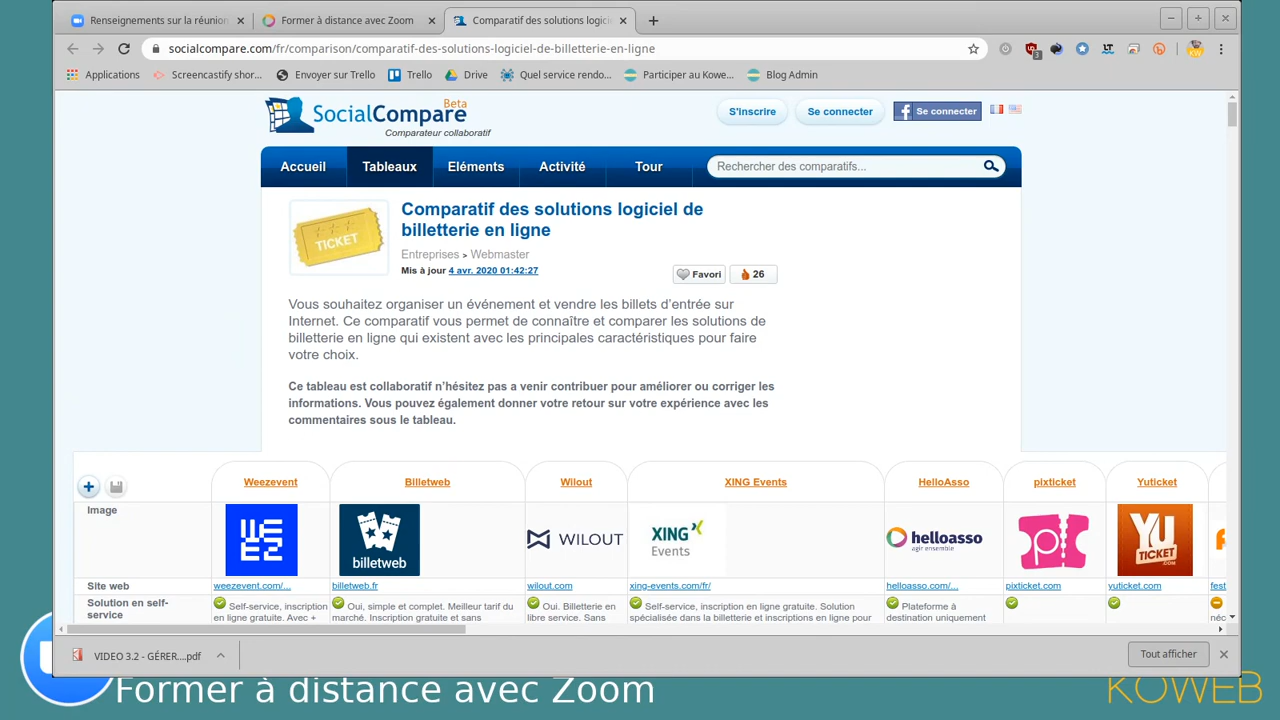 Renseignements sur la réunion
Former à distance avec Zoom
Comparatif des solutions logici
socialcompare.com/fr/comparison/comparatif-des-solutions-logiciel-de-billetterie-en-ligne
3
Applications
Screencastify shor...
Envoyer sur Trello
Trello
Drive
Quel service rendo...
Participer au Kowe...
Blog Admin
SocialCompare Beta
Comparateur collaboratif
S'inscrire
Se connecter
Se connecter
Accueil
Tableaux
Eléments
Activité
Tour
Rechercher des comparatifs...
TICKET
Comparatif des solutions logiciel de
billetterie en ligne
Entreprises > Webmaster
Mis à jour 4 avr. 2020 01:42:27
Favori
26
Vous souhaitez organiser un événement et vendre les billets d'entrée sur
Internet. Ce comparatif vous permet de connaître et comparer les solutions de
billetterie en ligne qui existent avec les principales caractéristiques pour faire
votre choix.
Ce tableau est collaboratif n'hésitez pas a venir contribuer pour améliorer ou corriger les
informations. Vous pouvez également donner votre retour sur votre expérience avec les
commentaires sous le tableau.
Weezevent
Billetweb
Wilout
XING Events
HelloAsso
pixticket
Yuticket
Image
WEEZ
billetweb
WILOUT
XING
Events
helloasso
agir ensemble
p
YU
TICKET.COM
Site web
weezevent.com/...
billetweb.fr
wilout.com
xing-events.com/fr/
helloasso.com/...
pixticket.com
yuticket.com
fest
Solution en self-
service
Self-service, inscription
en ligne gratuite. Avec +
Oui, simple et complet. Meilleur tarif du
marché. Inscription gratuite et sans
Oui. Billetterie en
libre service. Sans
Self-service, inscription en ligne gratuite. Solution
spécialisée dans la billetterie et inscriptions en ligne pour
Plateforme à
destination uniquement
néc
VIDEO 3.2 - GÉRER....pdf
Tout afficher
Former à distance avec Zoom
KOWEB